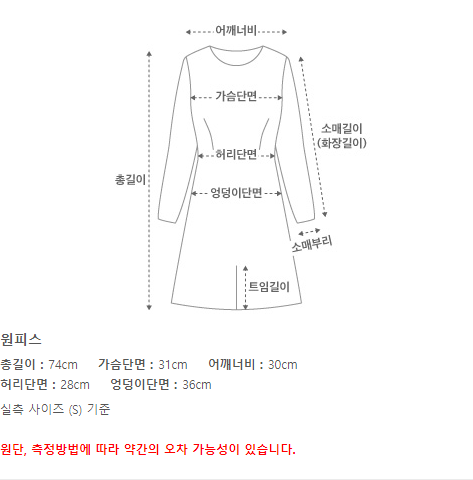 어깨너비
가슴단면
소매길이
(화장길이)
허리단면
총길이
엉덩이단면
소매부리
트임길이
원피스
총길이 : 74cm 가슴단면 : 31cm 어깨너비 : 30cm
허리단면 : 28cm 엉덩이단면 : 36cm
실측 사이즈 (S) 기준
원단, 측정방법에 따라 약간의 오차 가능성이 있습니다.